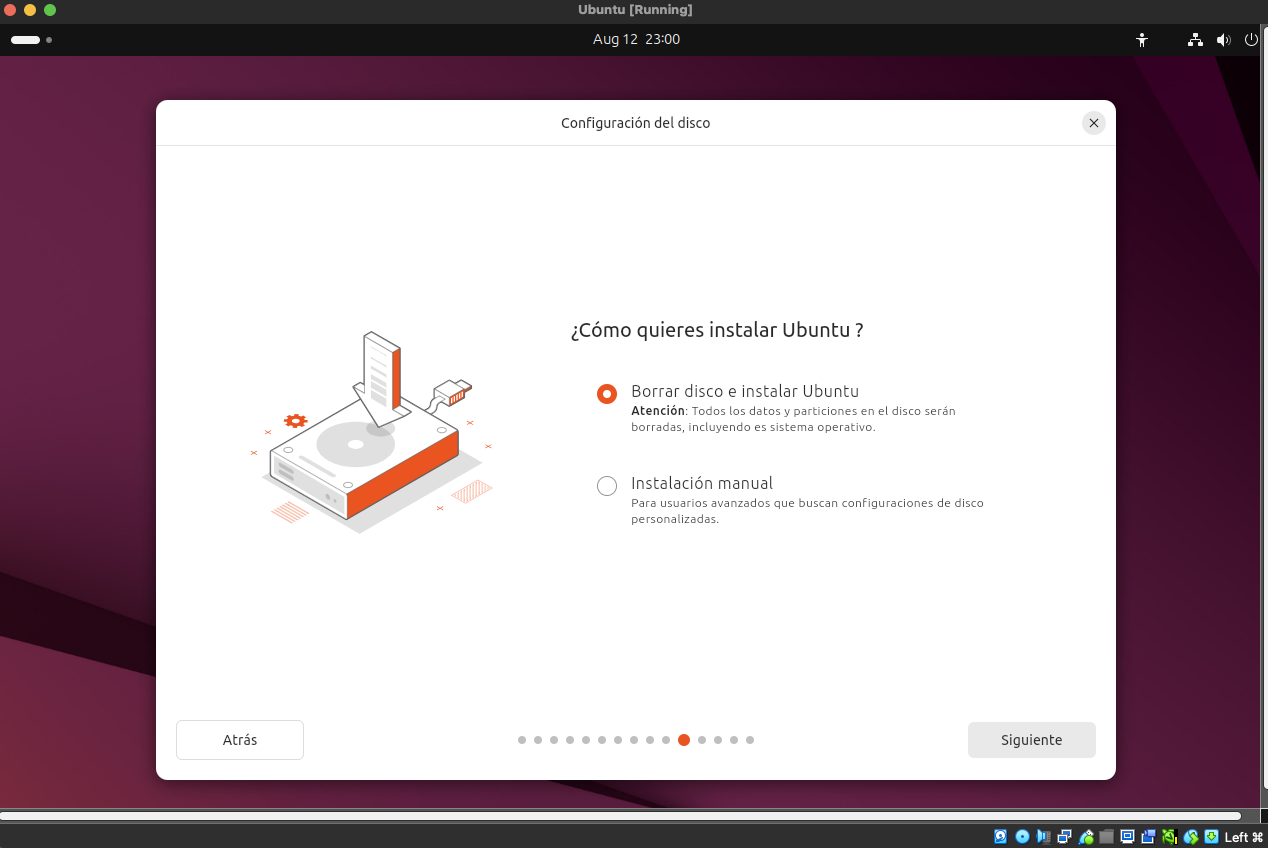 Ubuntu [Running]
Aug 12 23:00
Configuración del disco
¿Cómo quieres instalar Ubuntu ?
Borrar disco e instalar Ubuntu
Atención: Todos los datos y particiones en el disco serán
borradas, incluyendo es sistema operativo.
Instalación manual
Para usuarios avanzados que buscan configuraciones de disco
personalizadas.
Atrás
Siguiente
Left ⌘